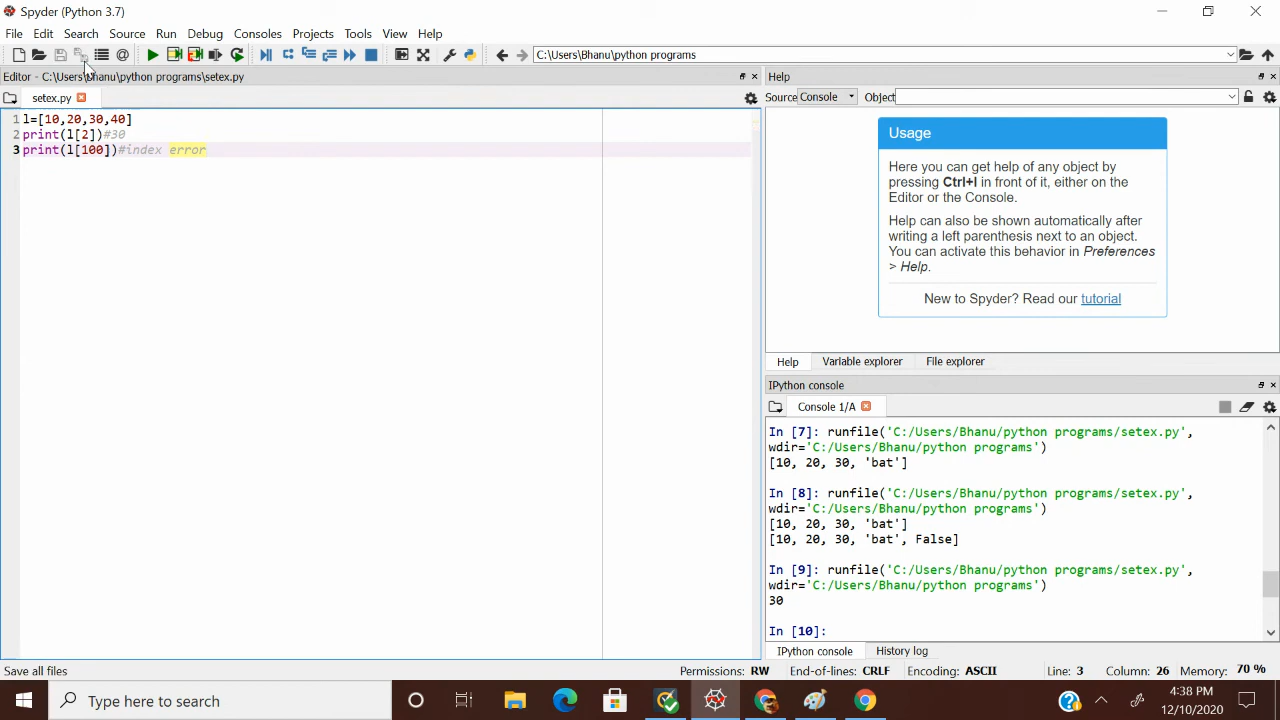 Spyder (Python 3.7)
File Edit Search Source Run Debug Consoles Projects Tools View Help
C:\Users\Bhanu\python programs
Editor - C:\Users\Bhanu\python programs\setex.py
Help
setex.py
Source Console Object
1 l=[10,20,30,40]
2 print(l[2])#30
3 print(l[100])#index error
Usage
Here you can get help of any object by
pressing Ctrl+I in front of it, either on the
Editor or the Console.
Help can also be shown automatically after
writing a left parenthesis next to an object.
You can activate this behavior in Preferences
> Help.
New to Spyder? Read our tutorial
Help Variable explorer File explorer
IPython console
Console 1/A
In [7]: runfile('C:/Users/Bhanu/python programs/setex.py',
wdir='C:/Users/Bhanu/python programs')
[10, 20, 30, 'bat']
In [8]: runfile('C:/Users/Bhanu/python programs/setex.py',
wdir='C:/Users/Bhanu/python programs')
[10, 20, 30, 'bat']
[10, 20, 30, 'bat', False]
In [9]: runfile('C:/Users/Bhanu/python programs/setex.py',
wdir='C:/Users/Bhanu/python programs')
30
In [10]:
IPython console History log
Save all files Permissions: RW End-of-lines: CRLF Encoding: ASCII Line: 3 Column: 26 Memory: 70 %
Type here to search
4:38 PM
12/10/2020